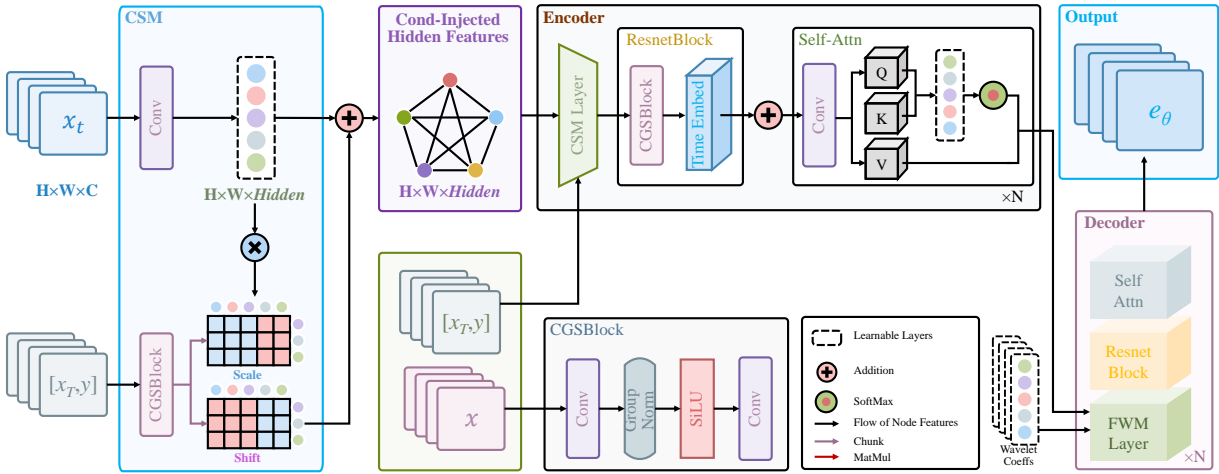 CSM
x_t
H×W×C
Conv
H×W×Hidden
[x_T,y]
CGSBlock
Scale
Shift
Cond-Injected
Hidden Features
H×W×Hidden
Encoder
CSM Layer
ResnetBlock
CGSBlock
Time Embed
Self-Attn
Conv
Q
K
V
×N
Output
e_θ
[x_T,y]
x
CGSBlock
Conv
Group
Norm
SiLU
Conv
Learnable Layers
Addition
SoftMax
Flow of Node Features
Chunk
MatMul
Wavelet
Coeffs
Decoder
Self
Attn
Resnet
Block
FWM
Layer
×N